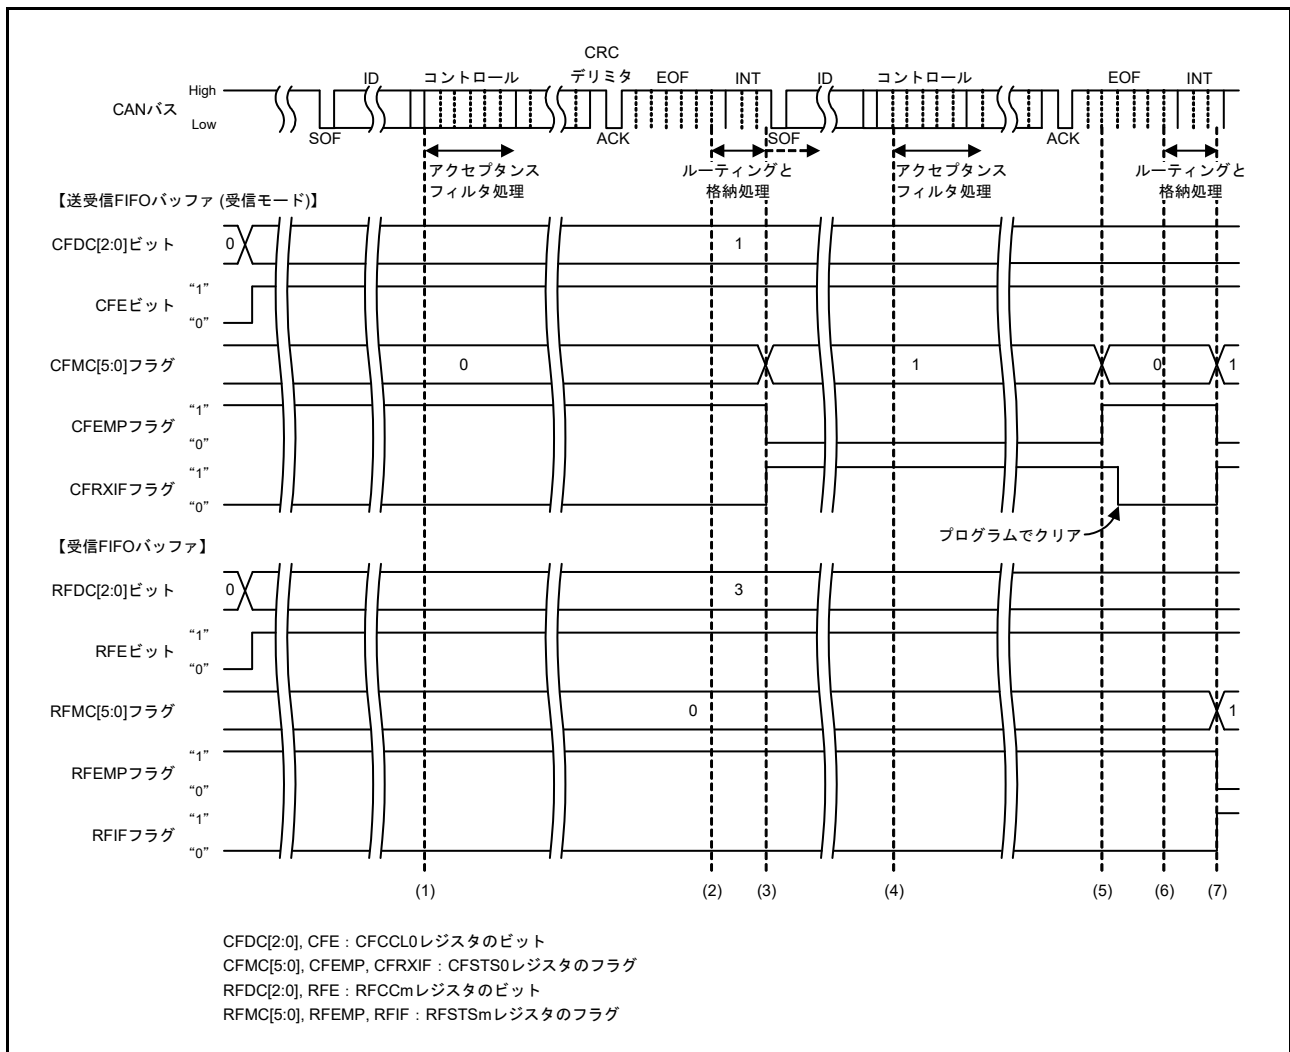 CRC
ID コントロール デリミタ EOF INT ID コントロール EOF INT
High
CANバス
Low
SOF ACK SOF ACK
アクセプタンス ルーティングと アクセプタンス ルーティングと
フィルタ処理 格納処理 フィルタ処理 格納処理
【送受信FIFOバッファ (受信モード)】
CFDC[2:0]ビット 0 1
“1”
CFEビット
“0”
CFMC[5:0]フラグ 0 1 0 1
“1”
CFEMPフラグ
“0”
“1”
CFRXIFフラグ
“0”
プログラムでクリア
【受信FIFOバッファ】
RFDC[2:0]ビット 0 3
“1”
RFEビット
“0”
RFMC[5:0]フラグ 0 1
“1”
RFEMPフラグ
“0”
“1”
RFIFフラグ
“0”
(1) (2) (3) (4) (5) (6) (7)
CFDC[2:0], CFE : CFCCL0レジスタのビット
CFMC[5:0], CFEMP, CFRXIF : CFSTS0レジスタのフラグ
RFDC[2:0], RFE : RFCCmレジスタのビット
RFMC[5:0], RFEMP, RFIF : RFSTSmレジスタのフラグ